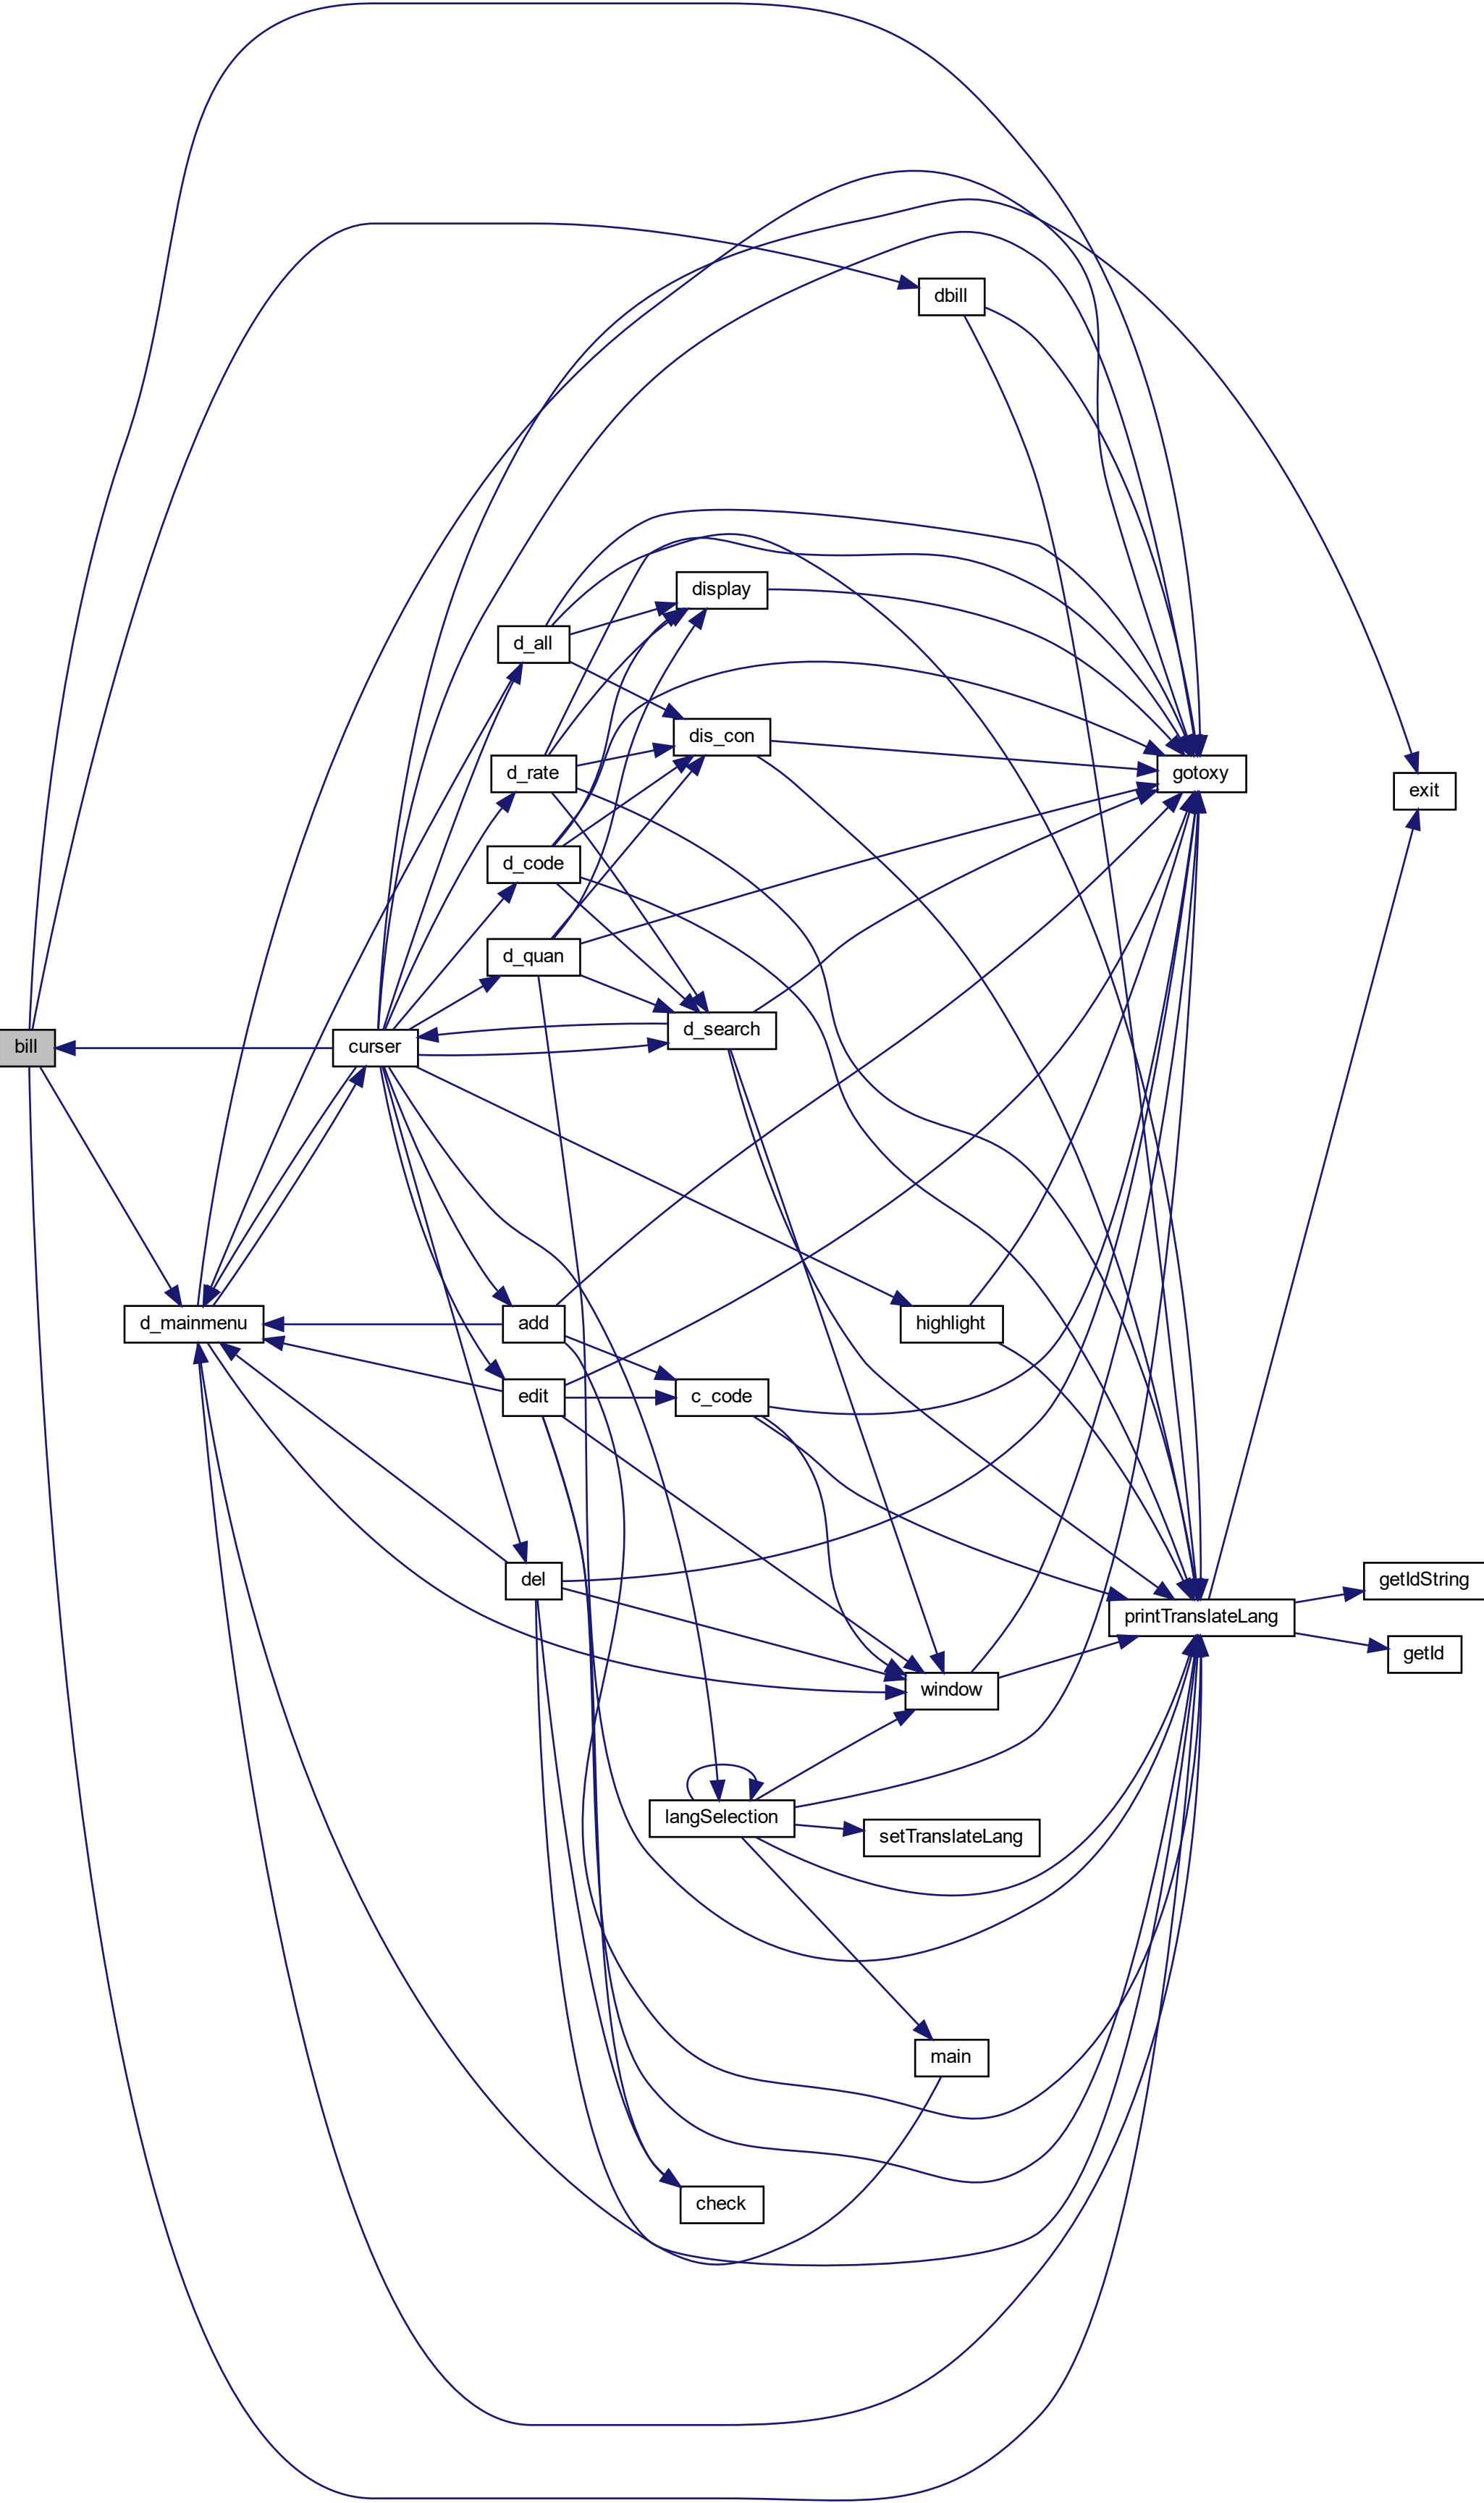 dbill
display
d_all
dis_con
d_rate
gotoxy
exit
d_code
d_quan
d_search
bill
curser
d_mainmenu
add
highlight
edit
c_code
del
getIdString
printTranslateLang
getId
window
langSelection
setTranslateLang
main
check